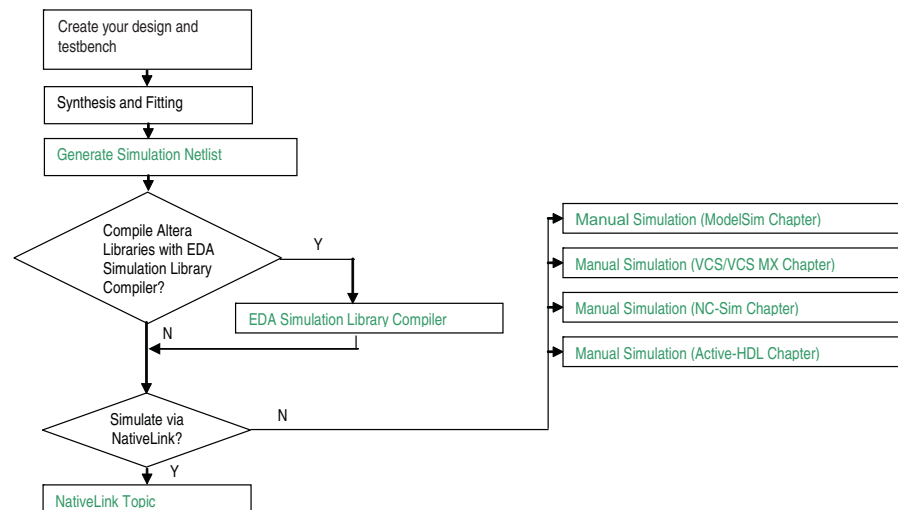 Create your design and
testbench
Synthesis and Fitting
Generate Simulation Netlist
Compile Altera
Libraries with EDA
Simulation Library
Compiler?
Y
EDA Simulation Library Compiler
N
Simulate via
NativeLink?
N
Y
NativeLink Topic
Manual Simulation (ModelSim Chapter)
Manual Simulation (VCS/VCS MX Chapter)
Manual Simulation (NC-Sim Chapter)
Manual Simulation (Active-HDL Chapter)